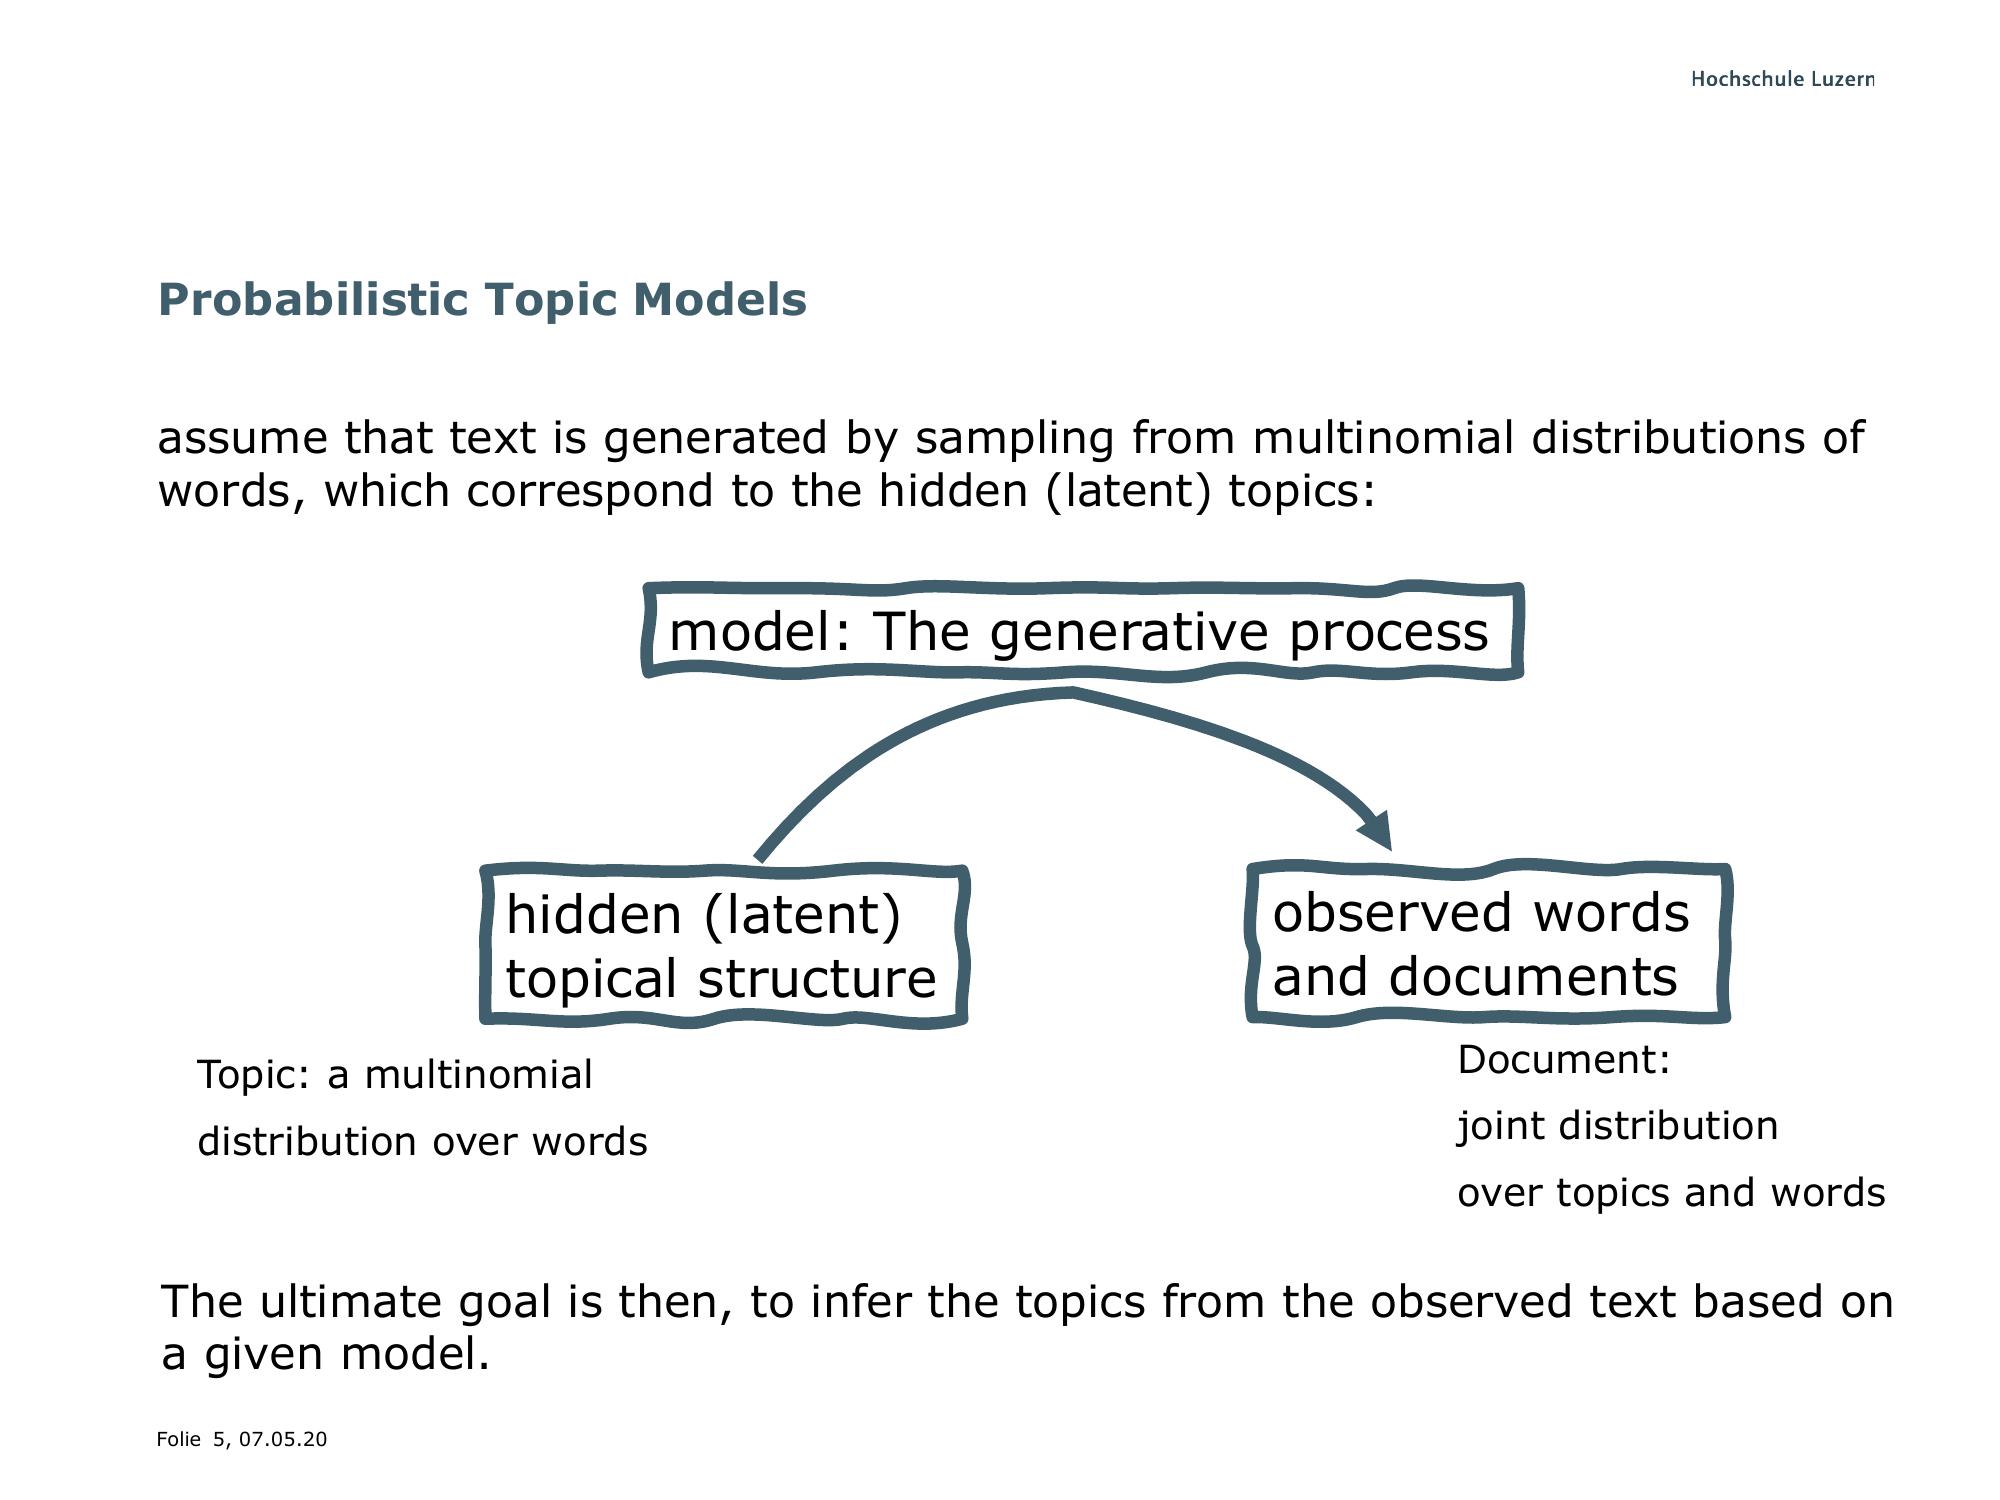 Hochschule Luzern
Probabilistic Topic Models
assume that text is generated by sampling from multinomial distributions of
words, which correspond to the hidden (latent) topics:
model: The generative process
hidden (latent)
topical structure
observed words
and documents
Topic: a multinomial
distribution over words
Document:
joint distribution
over topics and words
The ultimate goal is then, to infer the topics from the observed text based on
a given model.
Folie 5, 07.05.20